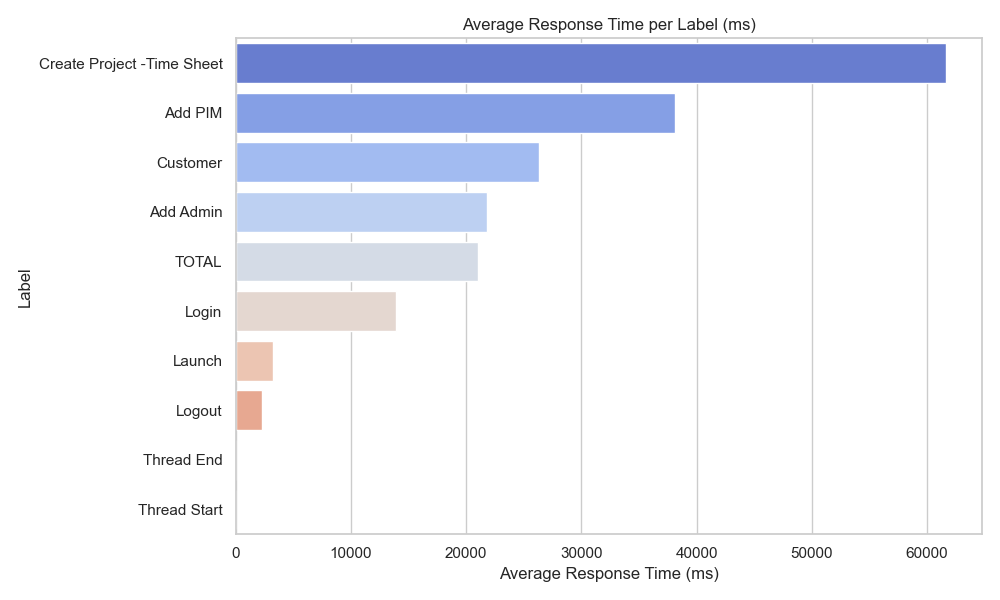 Average Response Time per Label (ms)
Create Project -Time Sheet
Add PIM
Customer
Add Admin
TOTAL
Login
Launch
Logout
Thread End
Thread Start
Label
0 10000 20000 30000 40000 50000 60000
Average Response Time (ms)